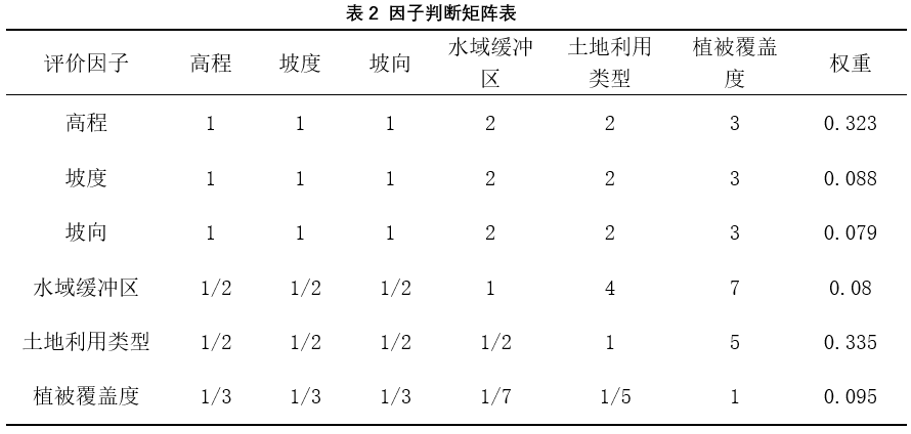 表 2 因子判断矩阵表
评价因子 高程 坡度 坡向 水域缓冲区 土地利用类型 植被覆盖度 权重
高程 1 1 1 2 2 3 0.323
坡度 1 1 1 2 2 3 0.088
坡向 1 1 1 2 2 3 0.079
水域缓冲区 1/2 1/2 1/2 1 4 7 0.08
土地利用类型 1/2 1/2 1/2 1/2 1 5 0.335
植被覆盖度 1/3 1/3 1/3 1/7 1/5 1 0.095